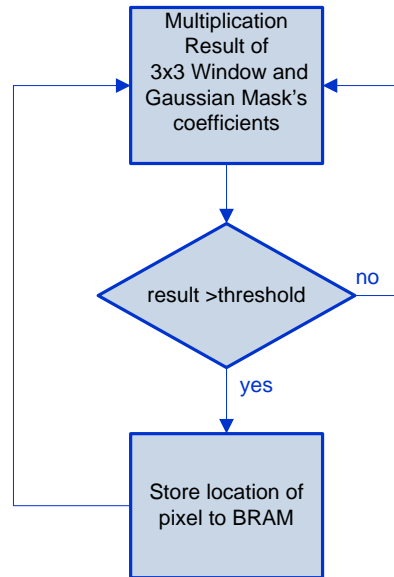 Multiplication
Result of
3x3 Window and
Gaussian Mask's
coefficients
result >threshold
no
yes
Store location of
pixel to BRAM